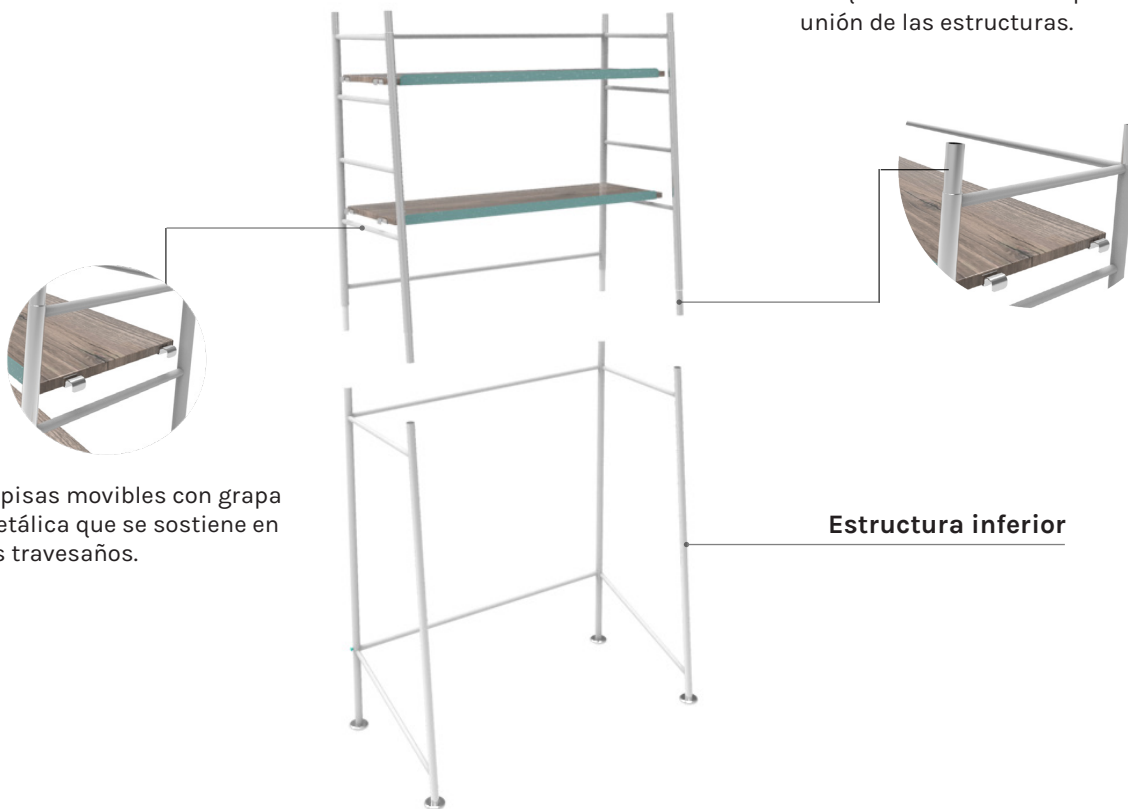 unión de las estructuras.
pisas movibles con grapa
etálica que se sostiene en
s travesaños.
Estructura inferior